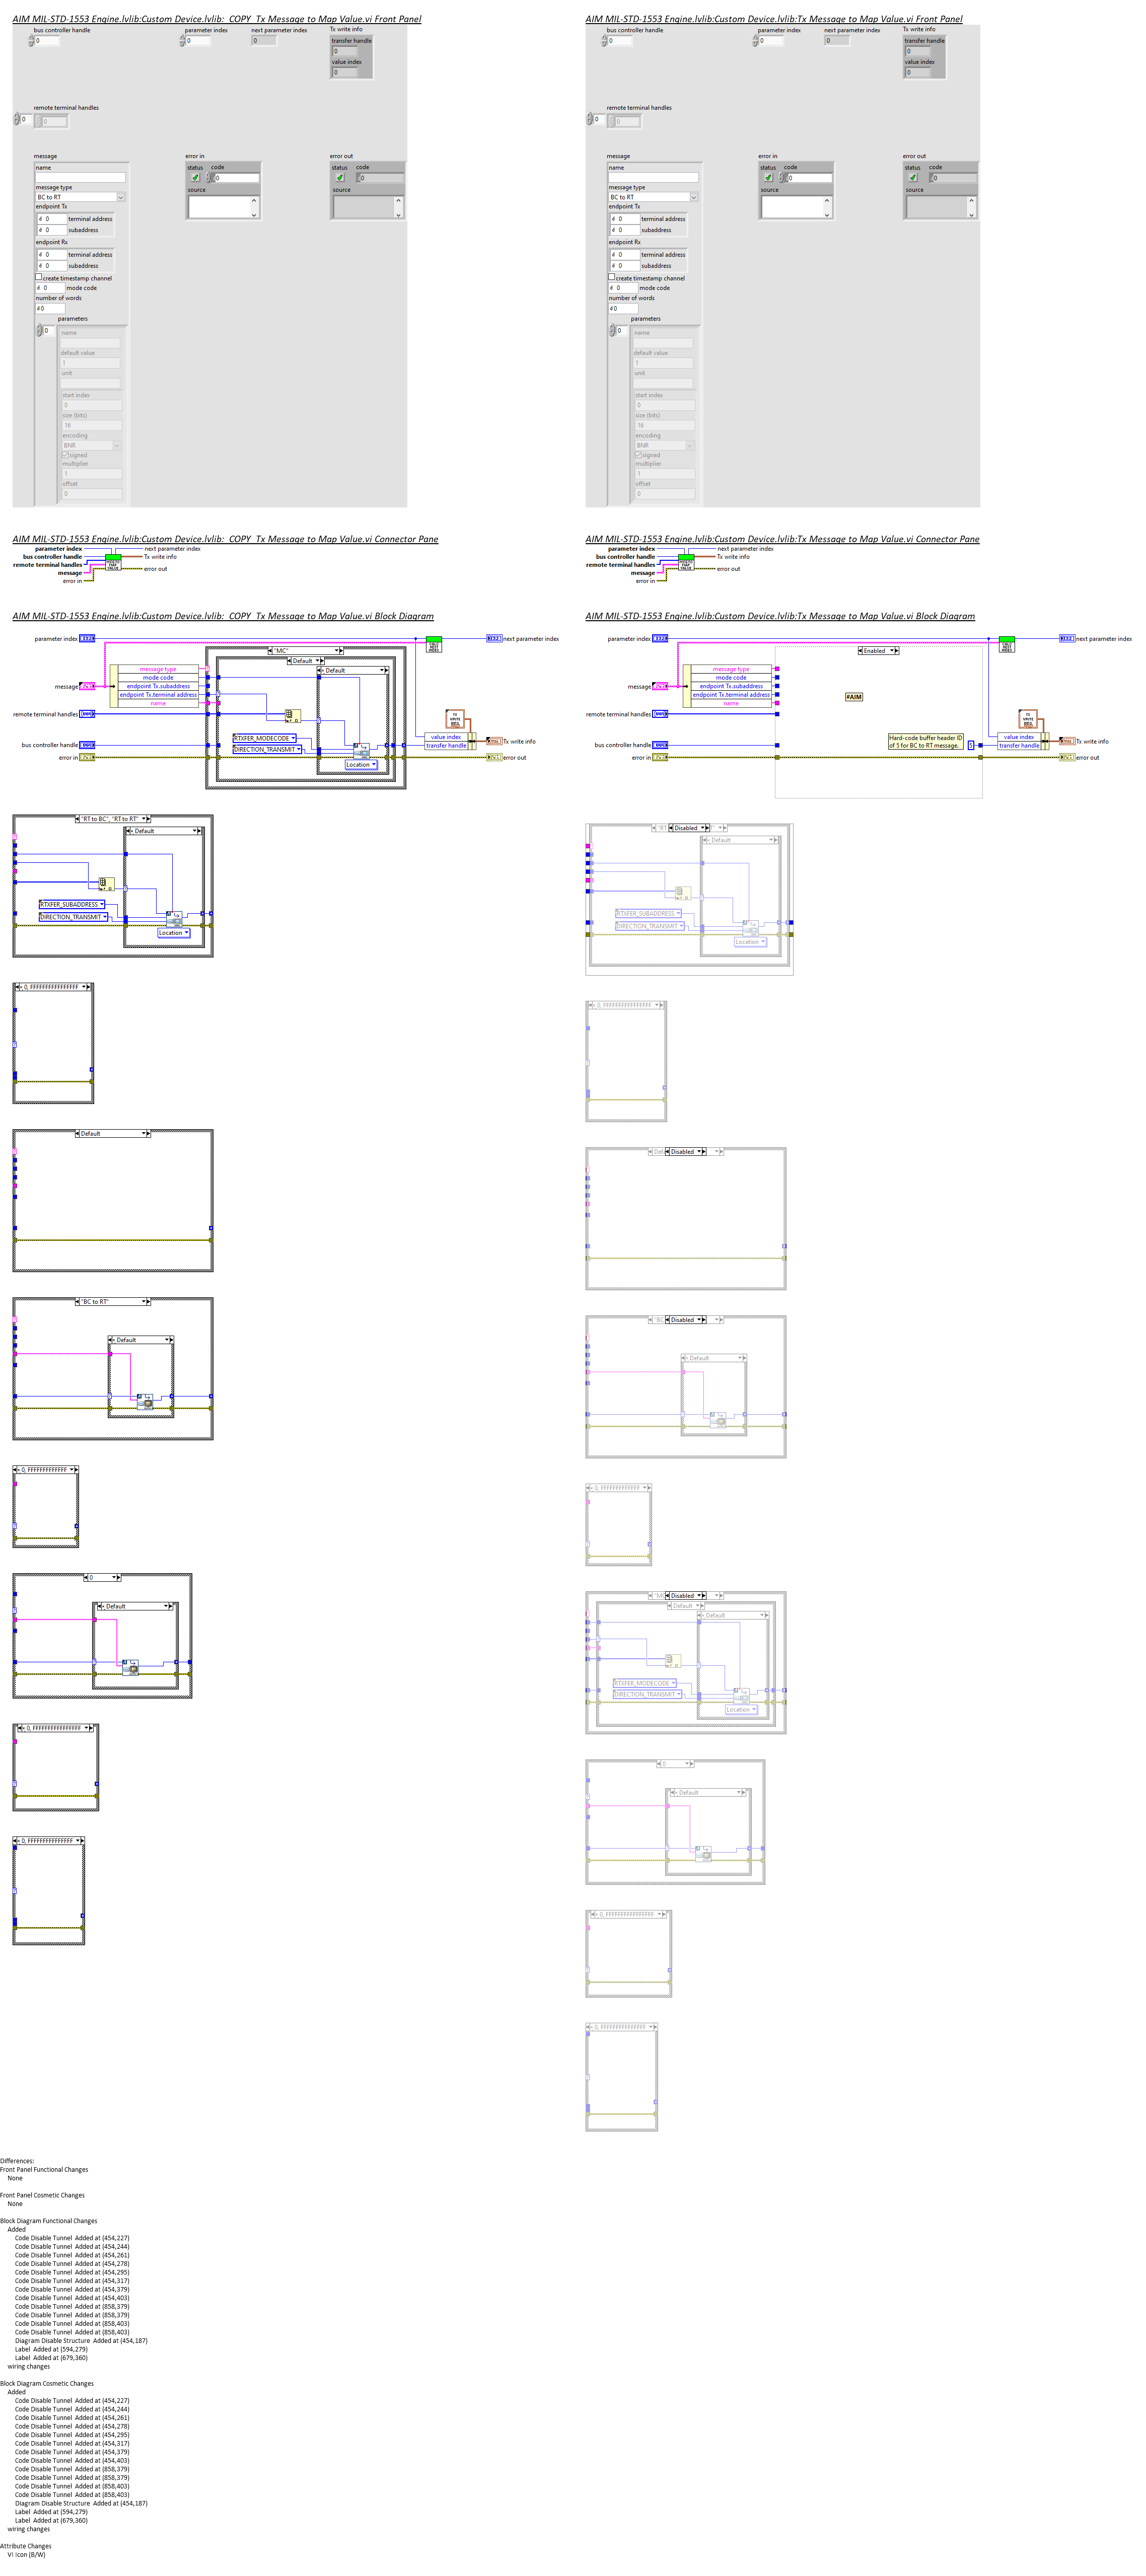 AIM MIL-STD-1553 Engine.lvlib:Custom Device.lvlib:_COPY_Tx Message to Map Value.vi Front Panel
bus controller handle
0
parameter index
0
next parameter index
0
Tx write info
transfer handle
0
value index
0
remote terminal handles
0
0
message
name
message type
BC to RT
endpoint Tx
0 terminal address
0 subaddress
endpoint Rx
0 terminal address
0 subaddress
create timestamp channel
0 mode code
number of words
0
parameters
0
name
default value
1
unit
start index
0
size (bits)
16
encoding
BNR
signed
multiplier
1
offset
0
error in
status code
0
source
error out
status code
0
source
AIM MIL-STD-1553 Engine.lvlib:Custom Device.lvlib:Tx Message to Map Value.vi Front Panel
bus controller handle
0
parameter index
0
next parameter index
0
Tx write info
transfer handle
0
value index
0
remote terminal handles
0
0
message
name
message type
BC to RT
endpoint Tx
0 terminal address
0 subaddress
endpoint Rx
0 terminal address
0 subaddress
create timestamp channel
0 mode code
number of words
0
parameters
0
name
default value
1
unit
start index
0
size (bits)
16
encoding
BNR
signed
multiplier
1
offset
0
error in
status code
0
source
error out
status code
0
source
AIM MIL-STD-1553 Engine.lvlib:Custom Device.lvlib:_COPY_Tx Message to Map Value.vi Connector Pane
parameter index
bus controller handle
remote terminal handles
message
error in
next parameter index
Tx write info
error out
AIM MIL-STD-1553 Engine.lvlib:Custom Device.lvlib:Tx Message to Map Value.vi Connector Pane
parameter index
bus controller handle
remote terminal handles
message
error in
next parameter index
Tx write info
error out
AIM MIL-STD-1553 Engine.lvlib:Custom Device.lvlib:_COPY_Tx Message to Map Value.vi Block Diagram
parameter index
next parameter index
"MC"
Default
Default
message type
mode code
endpoint Tx.subaddress
endpoint Tx.terminal address
name
message
remote terminal handles
bus controller handle
error in
RTXFER_MODECODE
DIRECTION_TRANSMIT
Location
value index
transfer handle
Tx write info
error out
"RT to BC", "RT to RT"
Default
RTXFER_SUBADDRESS
DIRECTION_TRANSMIT
Location
Default
"BC to RT"
Default
0
Default
AIM MIL-STD-1553 Engine.lvlib:Custom Device.lvlib:Tx Message to Map Value.vi Block Diagram
parameter index
next parameter index
Enabled
message type
mode code
endpoint Tx.subaddress
endpoint Tx.terminal address
name
message
remote terminal handles
bus controller handle
error in
#AIM
Hard-code buffer header ID
of 5 for BC to RT message.
5
value index
transfer handle
Tx write info
error out
Disabled
Default
RTXFER_SUBADDRESS
DIRECTION_TRANSMIT
Location
Disabled
Disabled
Default
Disabled
Default
Default
RTXFER_MODECODE
DIRECTION_TRANSMIT
Location
0
Default
Differences:
Front Panel Functional Changes
None
Front Panel Cosmetic Changes
None
Block Diagram Functional Changes
Added
Code Disable Tunnel Added at (454,227)
Code Disable Tunnel Added at (454,244)
Code Disable Tunnel Added at (454,261)
Code Disable Tunnel Added at (454,278)
Code Disable Tunnel Added at (454,295)
Code Disable Tunnel Added at (454,317)
Code Disable Tunnel Added at (454,379)
Code Disable Tunnel Added at (454,403)
Code Disable Tunnel Added at (858,379)
Code Disable Tunnel Added at (858,379)
Code Disable Tunnel Added at (858,403)
Code Disable Tunnel Added at (858,403)
Diagram Disable Structure Added at (454,187)
Label Added at (594,279)
Label Added at (679,360)
wiring changes
Block Diagram Cosmetic Changes
Added
Code Disable Tunnel Added at (454,227)
Code Disable Tunnel Added at (454,244)
Code Disable Tunnel Added at (454,261)
Code Disable Tunnel Added at (454,278)
Code Disable Tunnel Added at (454,295)
Code Disable Tunnel Added at (454,317)
Code Disable Tunnel Added at (454,379)
Code Disable Tunnel Added at (454,403)
Code Disable Tunnel Added at (858,379)
Code Disable Tunnel Added at (858,379)
Code Disable Tunnel Added at (858,403)
Code Disable Tunnel Added at (858,403)
Diagram Disable Structure Added at (454,187)
Label Added at (594,279)
Label Added at (679,360)
wiring changes
Attribute Changes
VI Icon (B/W)